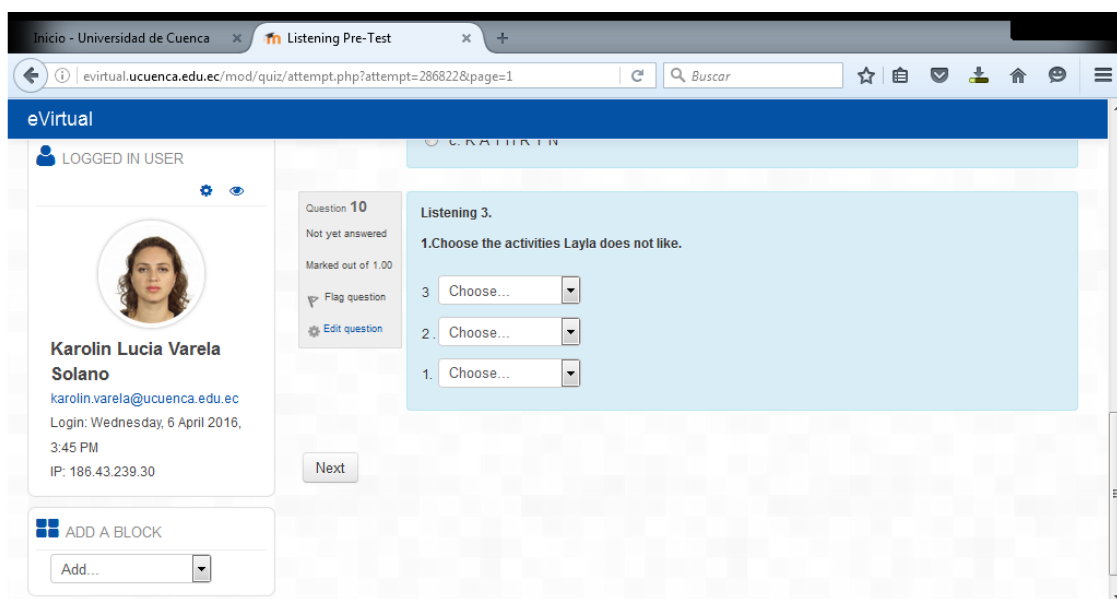 Inicio - Universidad de Cuenca
Listening Pre-Test
evirtual.ucuenca.edu.ec/mod/quiz/attempt.php?attempt=286822&page=1
Buscar
eVirtual
LOGGED IN USER
Karolin Lucia Varela
Solano
karolin.varela@ucuenca.edu.ec
Login: Wednesday, 6 April 2016,
3:45 PM
IP: 186.43.239.30
ADD A BLOCK
Add...
c. K A T H R Y N
Question 10
Not yet answered
Marked out of 1.00
Flag question
Edit question
Listening 3.
1.Choose the activities Layla does not like.
3 Choose...
2. Choose...
1. Choose...
Next